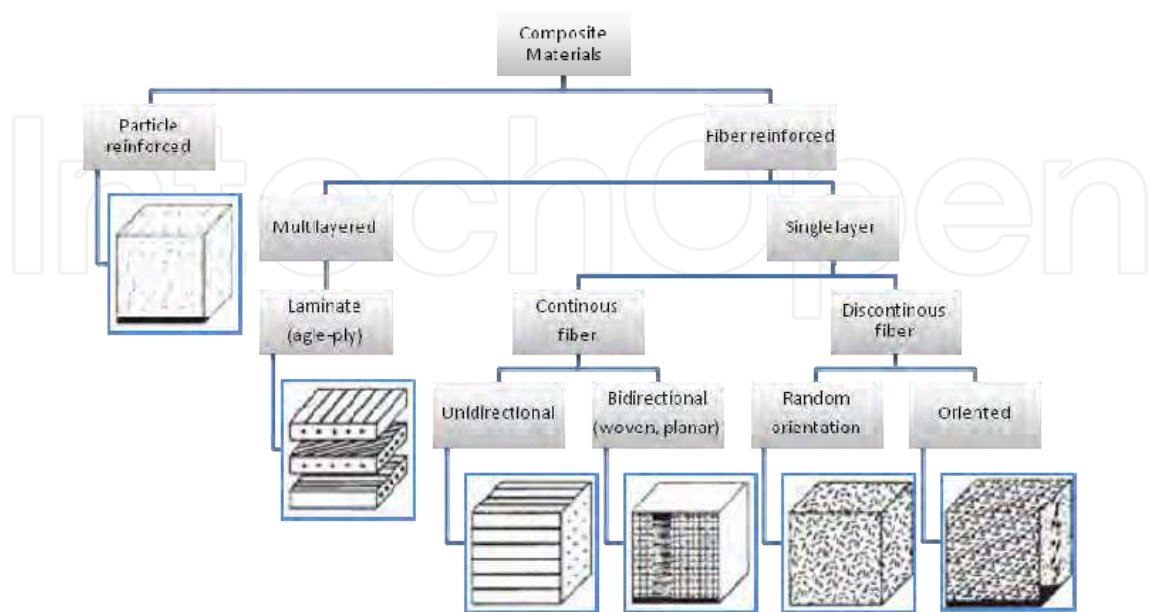 Composite
Materials
Particle
reinforced
Fiber reinforced
IntechOpen
Multilayered
Single layer
Laminate
(agle-ply)
Continous
fiber
Discontinous
fiber
Unidirectional
Bidirectional
(woven, planar)
Random
orientation
Oriented